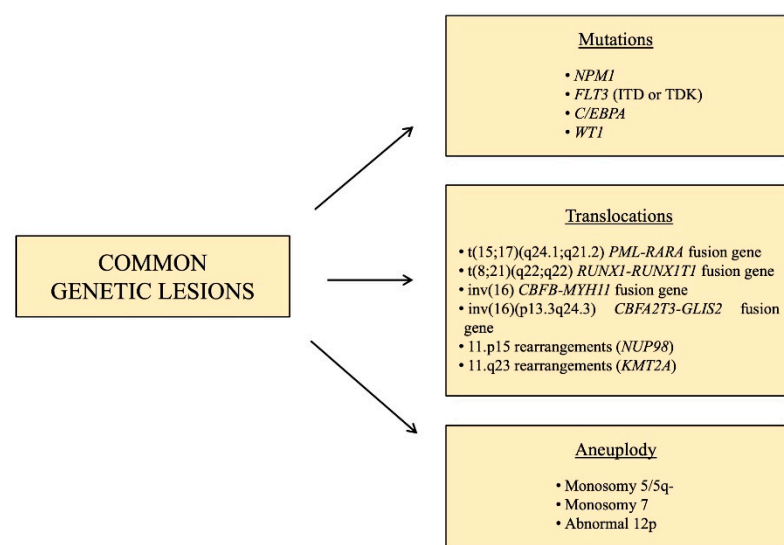 COMMON
GENETIC LESIONS
Mutations
• NPM1
• FLT3 (ITD or TDK)
• C/EBPA
• WT1
Translocations
• t(15;17)(q24.1;q21.2) PML-RARA fusion gene
• t(8;21)(q22;q22) RUNX1-RUNX1T1 fusion gene
• inv(16) CBFB-MYH11 fusion gene
• inv(16)(p13.3q24.3) CBFA2T3-GLIS2 fusion
gene
• 11.p15 rearrangements (NUP98)
• 11.q23 rearrangements (KMT2A)
Aneuplody
• Monosomy 5/5q-
• Monosomy 7
• Abnormal 12p